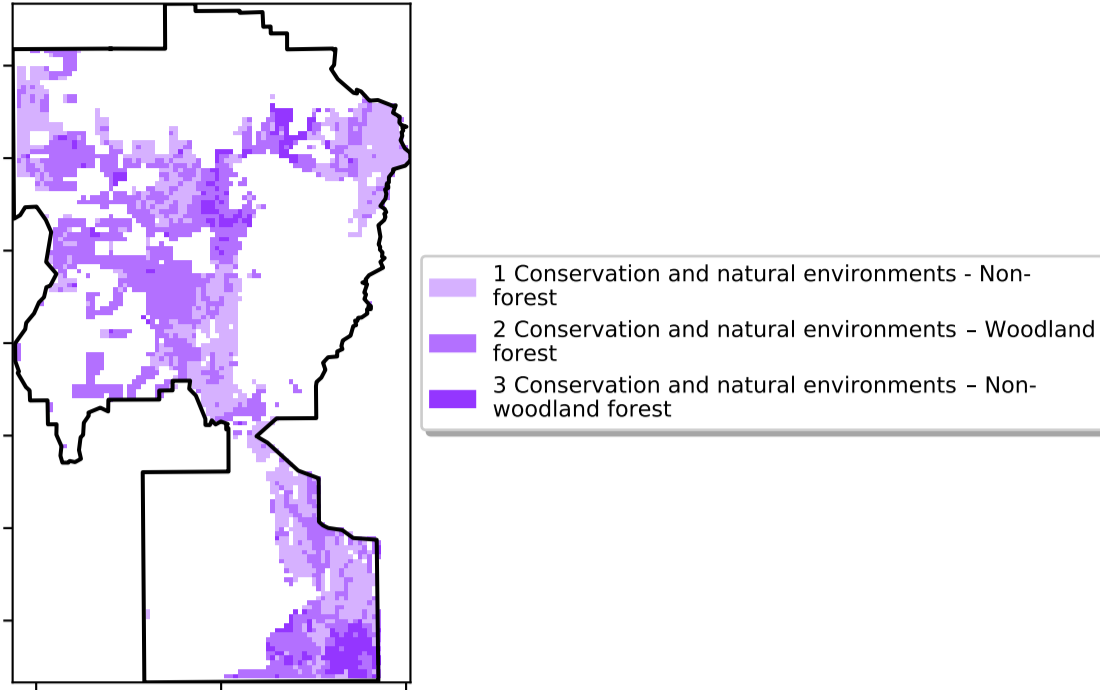 1 Conservation and natural environments - Non-
forest
2 Conservation and natural environments – Woodland
forest
3 Conservation and natural environments – Non-
woodland forest